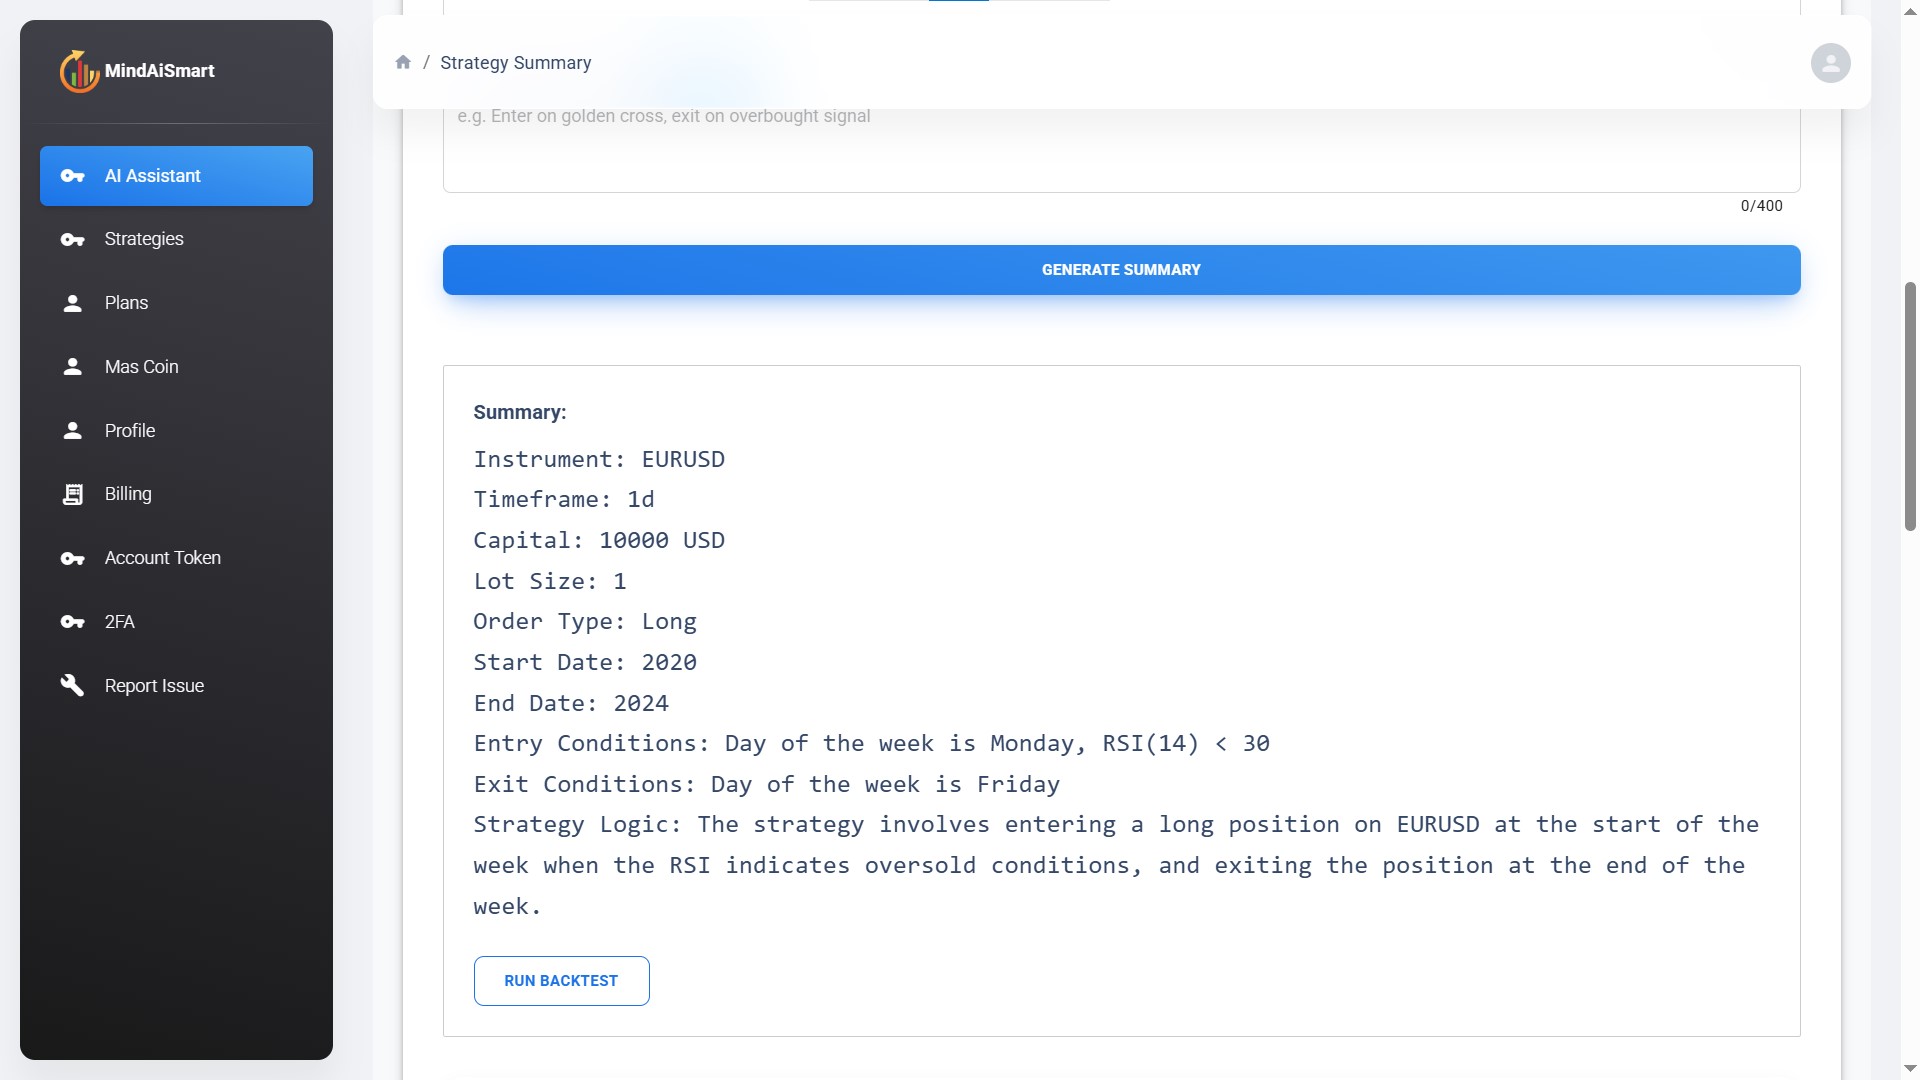 MindAiSmart
AI Assistant
Strategies
Plans
Mas Coin
Profile
Billing
Account Token
2FA
Report Issue
/ Strategy Summary
e.g. Enter on golden cross, exit on overbought signal
0/400
GENERATE SUMMARY
Summary:
Instrument: EURUSD
Timeframe: 1d
Capital: 10000 USD
Lot Size: 1
Order Type: Long
Start Date: 2020
End Date: 2024
Entry Conditions: Day of the week is Monday, RSI(14) < 30
Exit Conditions: Day of the week is Friday
Strategy Logic: The strategy involves entering a long position on EURUSD at the start of the
week when the RSI indicates oversold conditions, and exiting the position at the end of the
week.
RUN BACKTEST